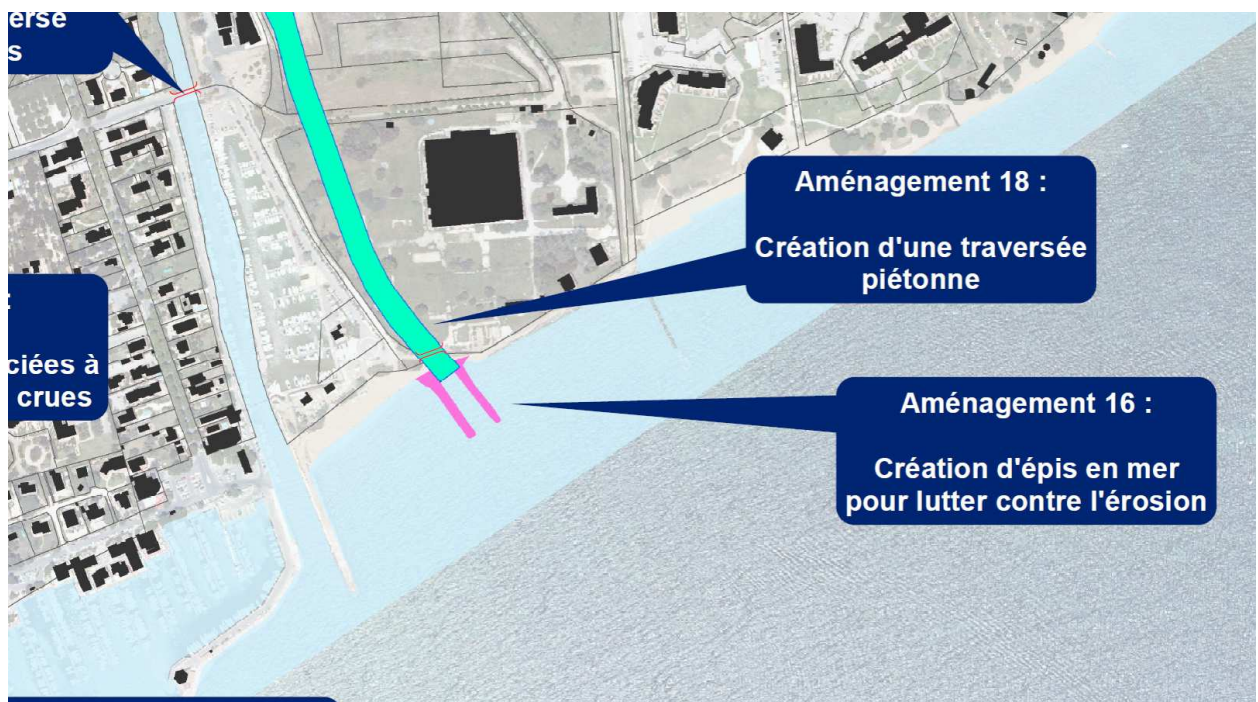 erse
s
Aménagement 18 :
Création d'une traversée
piétonne
:
ciées à
crues
Aménagement 16 :
Création d'épis en mer
pour lutter contre l'érosion